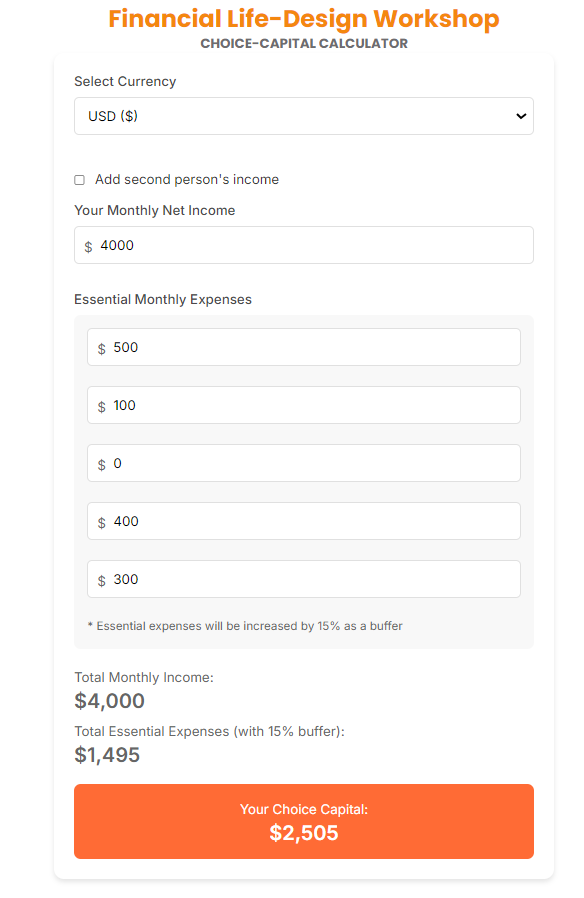 Financial Life-Design Workshop
CHOICE-CAPITAL CALCULATOR
Select Currency
USD ($)
Add second person's income
Your Monthly Net Income
$ 4000
Essential Monthly Expenses
$ 500
$ 100
$ 0
$ 400
$ 300
* Essential expenses will be increased by 15% as a buffer
Total Monthly Income:
$4,000
Total Essential Expenses (with 15% buffer):
$1,495
Your Choice Capital:
$2,505